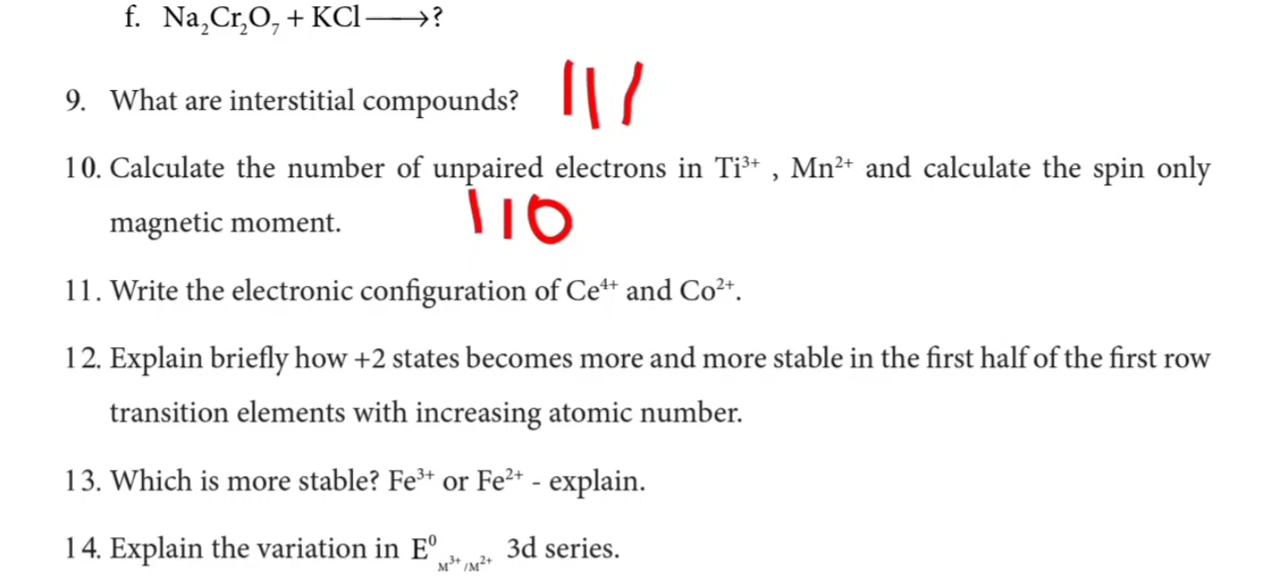 f. Na₂Cr₂O₇ + KCl ⟶?
9. What are interstitial compounds? 111
10. Calculate the number of unpaired electrons in Ti³⁺ , Mn²⁺ and calculate the spin only
magnetic moment. 110
11. Write the electronic configuration of Ce⁴⁺ and Co²⁺.
12. Explain briefly how +2 states becomes more and more stable in the first half of the first row
transition elements with increasing atomic number.
13. Which is more stable? Fe³⁺ or Fe²⁺ - explain.
14. Explain the variation in E⁰ M³⁺/M²⁺ 3d series.